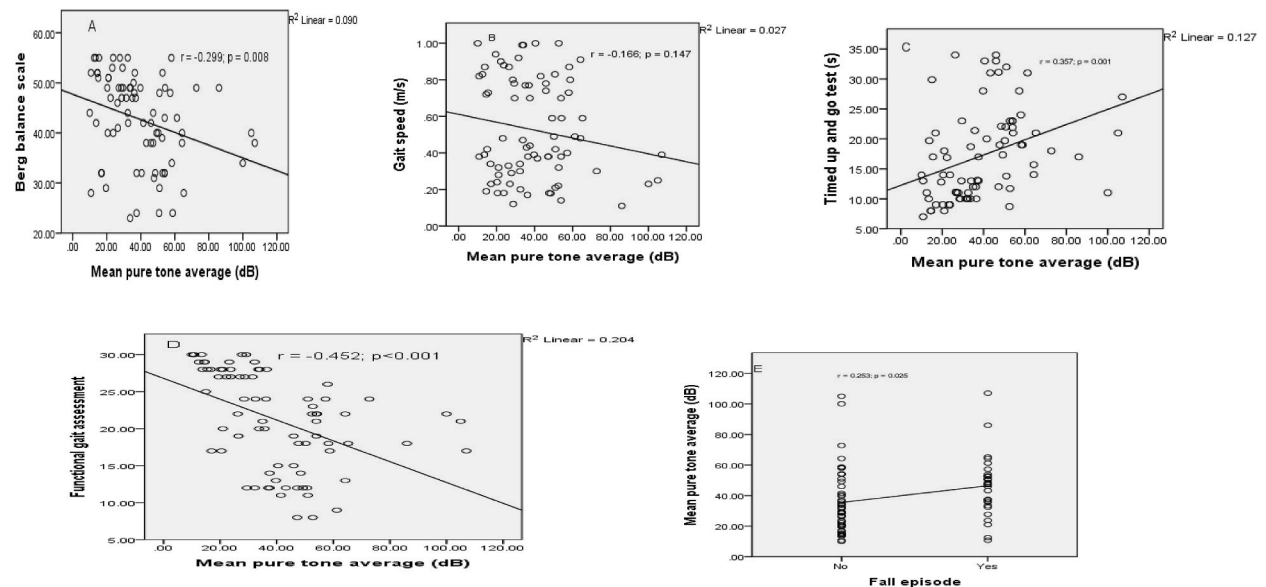 A
R² Linear = 0.090
r = -0.299; p = 0.008
60.00
50.00
40.00
30.00
20.00
Berg balance scale
.00 20.00 40.00 60.00 80.00 100.00 120.00
Mean pure tone average (dB)
B
R² Linear = 0.027
r = -0.166; p = 0.147
1.00
.80
.60
.40
.20
.00
Gait speed (m/s)
.00 20.00 40.00 60.00 80.00 100.00 120.00
Mean pure tone average (dB)
C
R² Linear = 0.127
r = 0.357; p = 0.001
35.00
30.00
25.00
20.00
15.00
10.00
5.00
Timed up and go test (s)
.00 20.00 40.00 60.00 80.00 100.00 120.00
Mean pure tone average (dB)
D
R² Linear = 0.204
r = -0.452; p<0.001
30.00
25.00
20.00
15.00
10.00
5.00
Functional gait assessment
.00 20.00 40.00 60.00 80.00 100.00 120.00
Mean pure tone average (dB)
E
r = 0.253; p = 0.025
120.00
100.00
80.00
60.00
40.00
20.00
.00
Mean pure tone average (dB)
No Yes
Fall episode